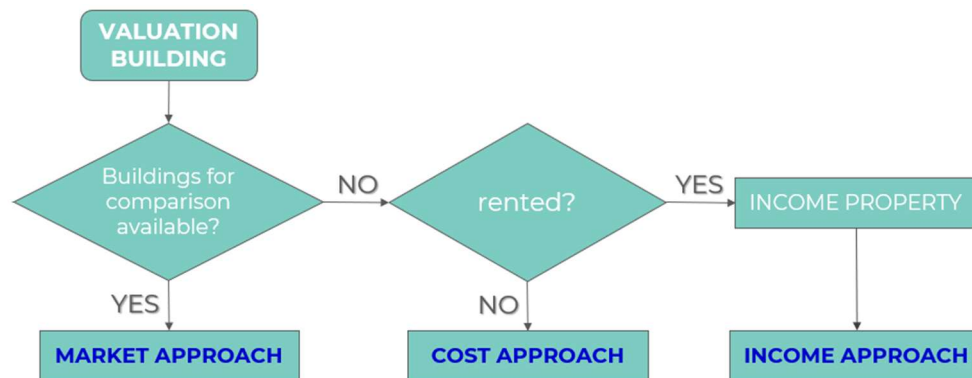 VALUATION
BUILDING
Buildings for
comparison
available?
NO
rented?
YES
INCOME PROPERTY
YES
NO
MARKET APPROACH
COST APPROACH
INCOME APPROACH